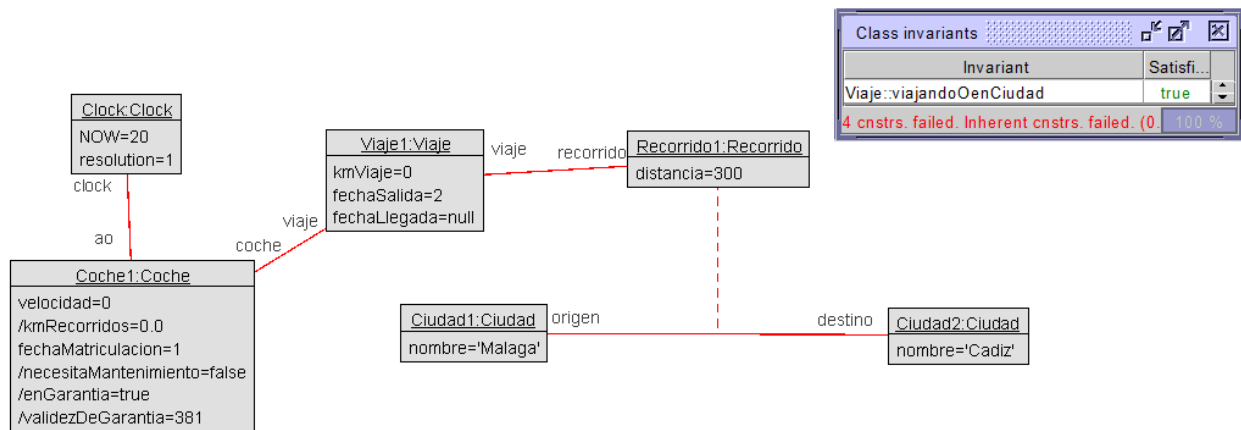 Class invariants
Invariant
Satisfi...
Viaje::viajandoOenCiudad
true
4 cnstrs. failed. Inherent cnstrs. failed. (0.
100 %
Clock:Clock
NOW=20
resolution=1
clock
ao
Viaje1:Viaje
kmViaje=0
fechaSalida=2
fechaLlegada=null
viaje
recorrido
Recorrido1:Recorrido
distancia=300
viaje
coche
Coche1:Coche
velocidad=0
/kmRecorridos=0.0
fechaMatriculacion=1
/necesitaMantenimiento=false
/enGarantia=true
/validezDeGarantia=381
Ciudad1:Ciudad
nombre='Malaga'
origen
destino
Ciudad2:Ciudad
nombre='Cadiz'